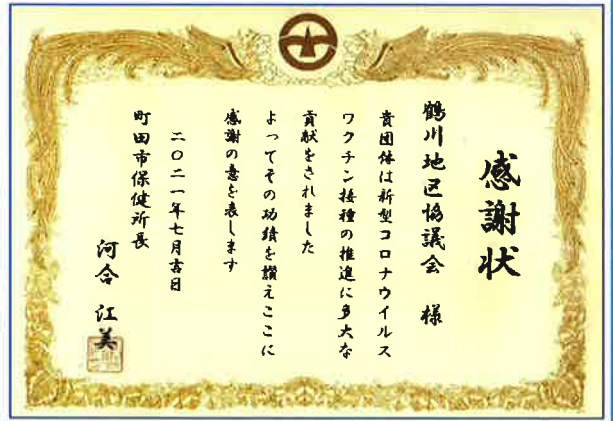 感謝状
鶴川地区協議会 様
貴団体は新型コロナウイルス
ワクチン接種の推進に多大な
貢献をされました
よってその功績を讃えここに
感謝の意を表します
二〇二一年七月吉日
町田市保健所長
河合 江美